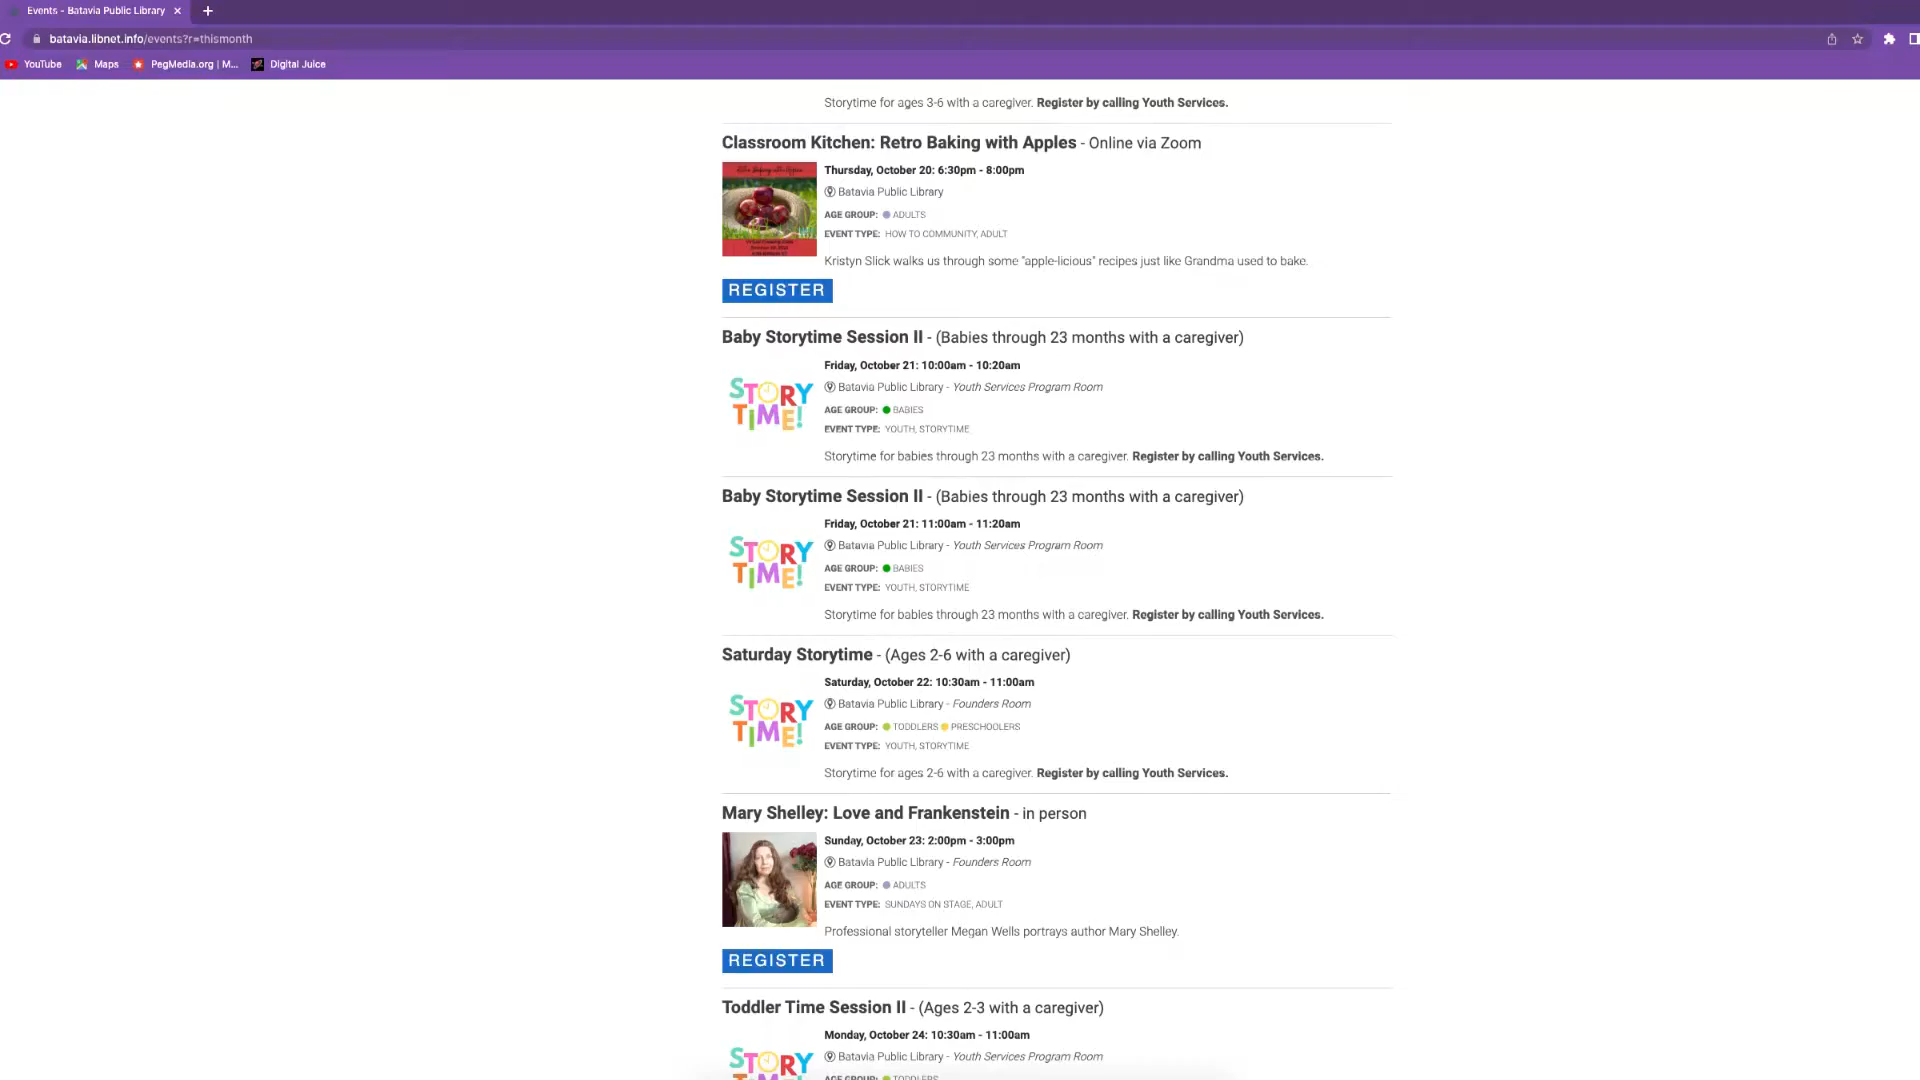 Events - Batavia Public Library
batavia.libnet.info/events?r=thismonth
YouTube Maps PegMedia.org | M... Digital Juice
Storytime for ages 3-6 with a caregiver. Register by calling Youth Services.
Classroom Kitchen: Retro Baking with Apples - Online via Zoom
Thursday, October 20: 6:30pm - 8:00pm
Batavia Public Library
AGE GROUP: ADULTS
EVENT TYPE: HOW TO COMMUNITY, ADULT
Kristyn Slick walks us through some "apple-licious" recipes just like Grandma used to bake.
REGISTER
Baby Storytime Session II - (Babies through 23 months with a caregiver)
Friday, October 21: 10:00am - 10:20am
STORY
TIME!
Batavia Public Library - Youth Services Program Room
AGE GROUP: BABIES
EVENT TYPE: YOUTH, STORYTIME
Storytime for babies through 23 months with a caregiver. Register by calling Youth Services.
Baby Storytime Session II - (Babies through 23 months with a caregiver)
Friday, October 21: 11:00am - 11:20am
STORY
TIME!
Batavia Public Library - Youth Services Program Room
AGE GROUP: BABIES
EVENT TYPE: YOUTH, STORYTIME
Storytime for babies through 23 months with a caregiver. Register by calling Youth Services.
Saturday Storytime - (Ages 2-6 with a caregiver)
Saturday, October 22: 10:30am - 11:00am
STORY
TIME!
Batavia Public Library - Founders Room
AGE GROUP: TODDLERS PRESCHOOLERS
EVENT TYPE: YOUTH, STORYTIME
Storytime for ages 2-6 with a caregiver. Register by calling Youth Services.
Mary Shelley: Love and Frankenstein - in person
Sunday, October 23: 2:00pm - 3:00pm
Batavia Public Library - Founders Room
AGE GROUP: ADULTS
EVENT TYPE: SUNDAYS ON STAGE, ADULT
Professional storyteller Megan Wells portrays author Mary Shelley.
REGISTER
Toddler Time Session II - (Ages 2-3 with a caregiver)
Monday, October 24: 10:30am - 11:00am
STORY
TIME!
Batavia Public Library - Youth Services Program Room
AGE GROUP: TODDLERS